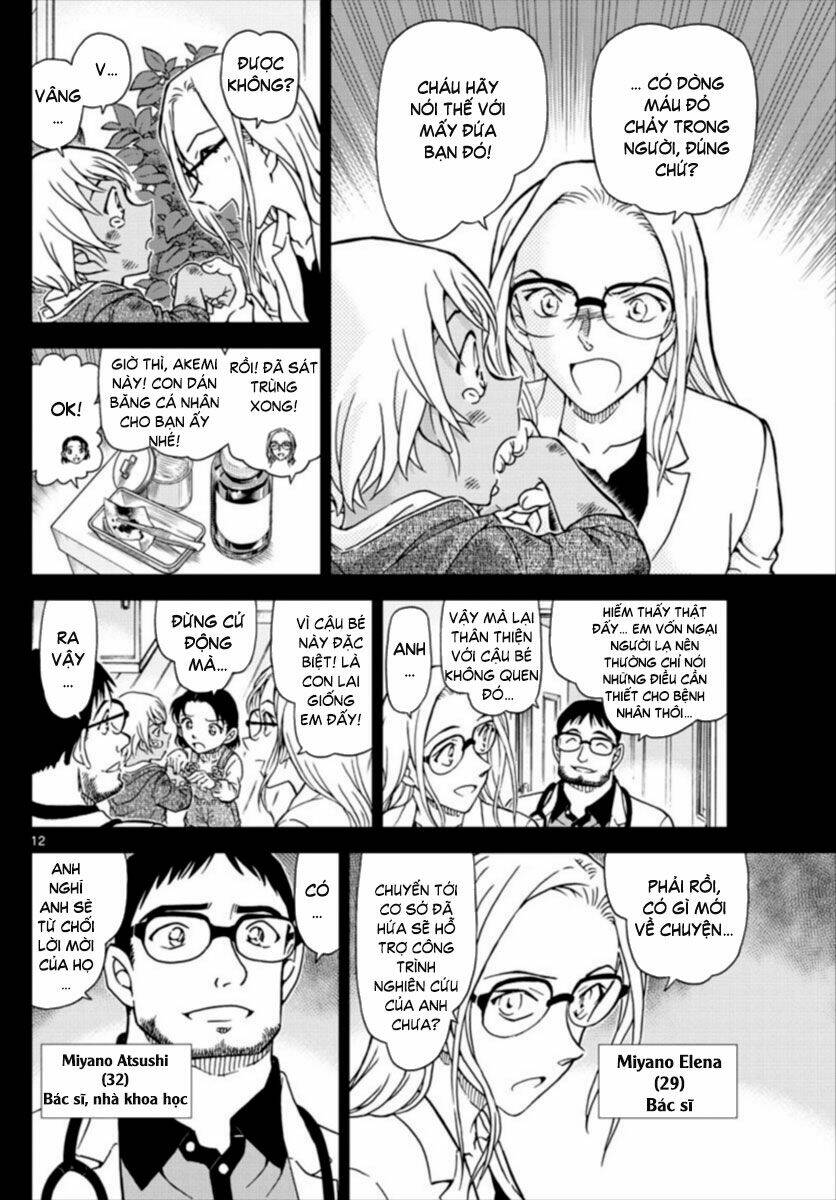 ... CÓ DÒNG
MÁU ĐỎ
CHẢY TRONG
NGƯỜI, ĐÚNG
CHỨ?
CHÁU HÃY
NÓI THẾ VỚI
MẤY ĐỨA
BẠN ĐÓ!
ĐƯỢC
KHÔNG?
V...
VÂNG
...
RỒI! ĐÃ SÁT
TRÙNG
XONG!
GIỜ THÌ, AKEMI
NÀY! CON DÁN
BĂNG CÁ NHÂN
CHO BẠN ẤY
NHÉ!
OK!
HIẾM THẤY THẬT
ĐẤY... EM VỐN NGẠI
NGƯỜI LẠ NÊN
THƯỜNG CHỈ NÓI
NHỮNG ĐIỀU CẦN
THIẾT CHO BỆNH
NHÂN THÔI...
VẬY MÀ LẠI
THÂN THIỆN
VỚI CẬU BÉ
KHÔNG QUEN
ĐÓ...
ANH
...
VÌ CẬU BÉ
NÀY ĐẶC
BIỆT! LÀ
CON LAI
GIỐNG
EM ĐẤY!
ĐỪNG CỬ
ĐỘNG
MÀ...
RA
VẬY
...
12
PHẢI RỒI,
CÓ GÌ MỚI
VỀ CHUYỆN...
CHUYẾN TỚI
CƠ SỞ ĐÃ
HỨA SẼ HỖ
TRỢ CÔNG
TRÌNH
NGHIÊN CỨU
CỦA ANH
CHƯA?
Miyano Elena
(29)
Bác sĩ
CÓ
...
ANH
NGHĨ
ANH SẼ
TỪ CHỐI
LỜI MỜI
CỦA HỌ
...
Miyano Atsushi
(32)
Bác sĩ, nhà khoa học